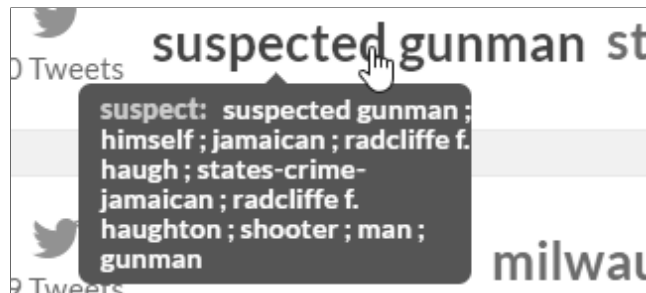 suspected gunman st
0 Tweets
suspect: suspected gunman ;
himself ; jamaican ; radcliffe f.
haugh ; states-crime-
jamaican ; radcliffe f.
haughton ; shooter ; man ;
gunman
milwau
9 Tweets